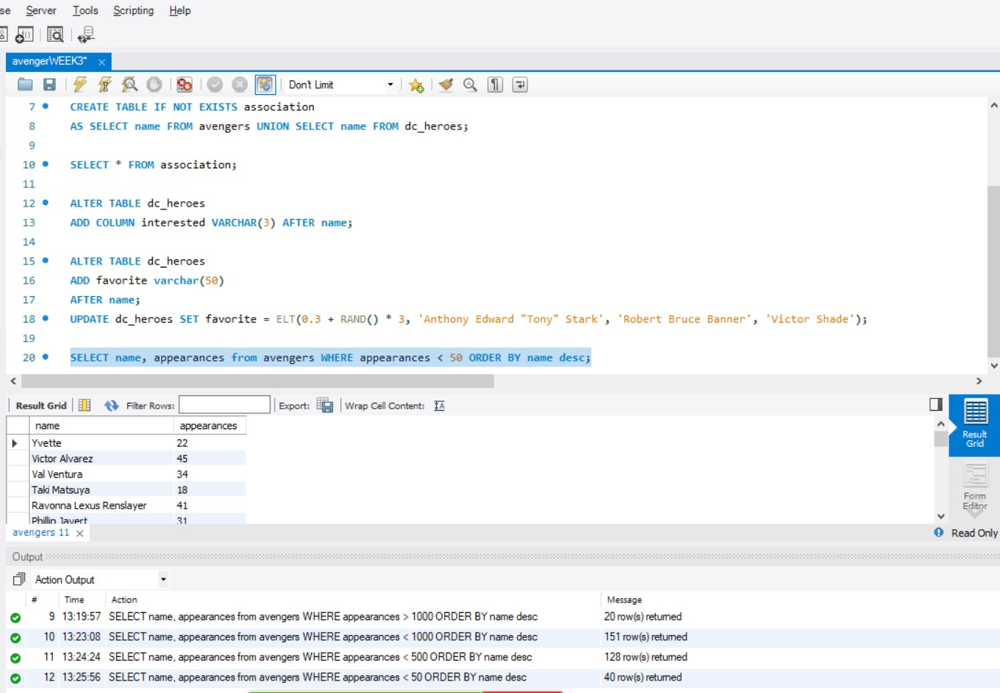 se Server Tools Scripting Help
avengerWEEK3*
Don't Limit
7 CREATE TABLE IF NOT EXISTS association
8 AS SELECT name FROM avengers UNION SELECT name FROM dc_heroes;
9
10 SELECT * FROM association;
11
12 ALTER TABLE dc_heroes
13 ADD COLUMN interested VARCHAR(3) AFTER name;
14
15 ALTER TABLE dc_heroes
16 ADD favorite varchar(50)
17 AFTER name;
18 UPDATE dc_heroes SET favorite = ELT(0.3 + RAND() * 3, 'Anthony Edward "Tony" Stark', 'Robert Bruce Banner', 'Victor Shade');
19
20 SELECT name, appearances from avengers WHERE appearances < 50 ORDER BY name desc;
Result Grid Filter Rows: Export: Wrap Cell Content: IA
name appearances
Yvette 22
Victor Alvarez 45
Val Ventura 34
Taki Matsuya 18
Ravonna Lexus Renslayer 41
Phillip Javert 31
Result
Grid
Form
Editor
avengers 11
Read Only
Output
Action Output
# Time Action Message
9 13:19:57 SELECT name, appearances from avengers WHERE appearances > 1000 ORDER BY name desc 20 row(s) returned
10 13:23:08 SELECT name, appearances from avengers WHERE appearances < 1000 ORDER BY name desc 151 row(s) returned
11 13:24:24 SELECT name, appearances from avengers WHERE appearances < 500 ORDER BY name desc 128 row(s) returned
12 13:25:56 SELECT name, appearances from avengers WHERE appearances < 50 ORDER BY name desc 40 row(s) returned